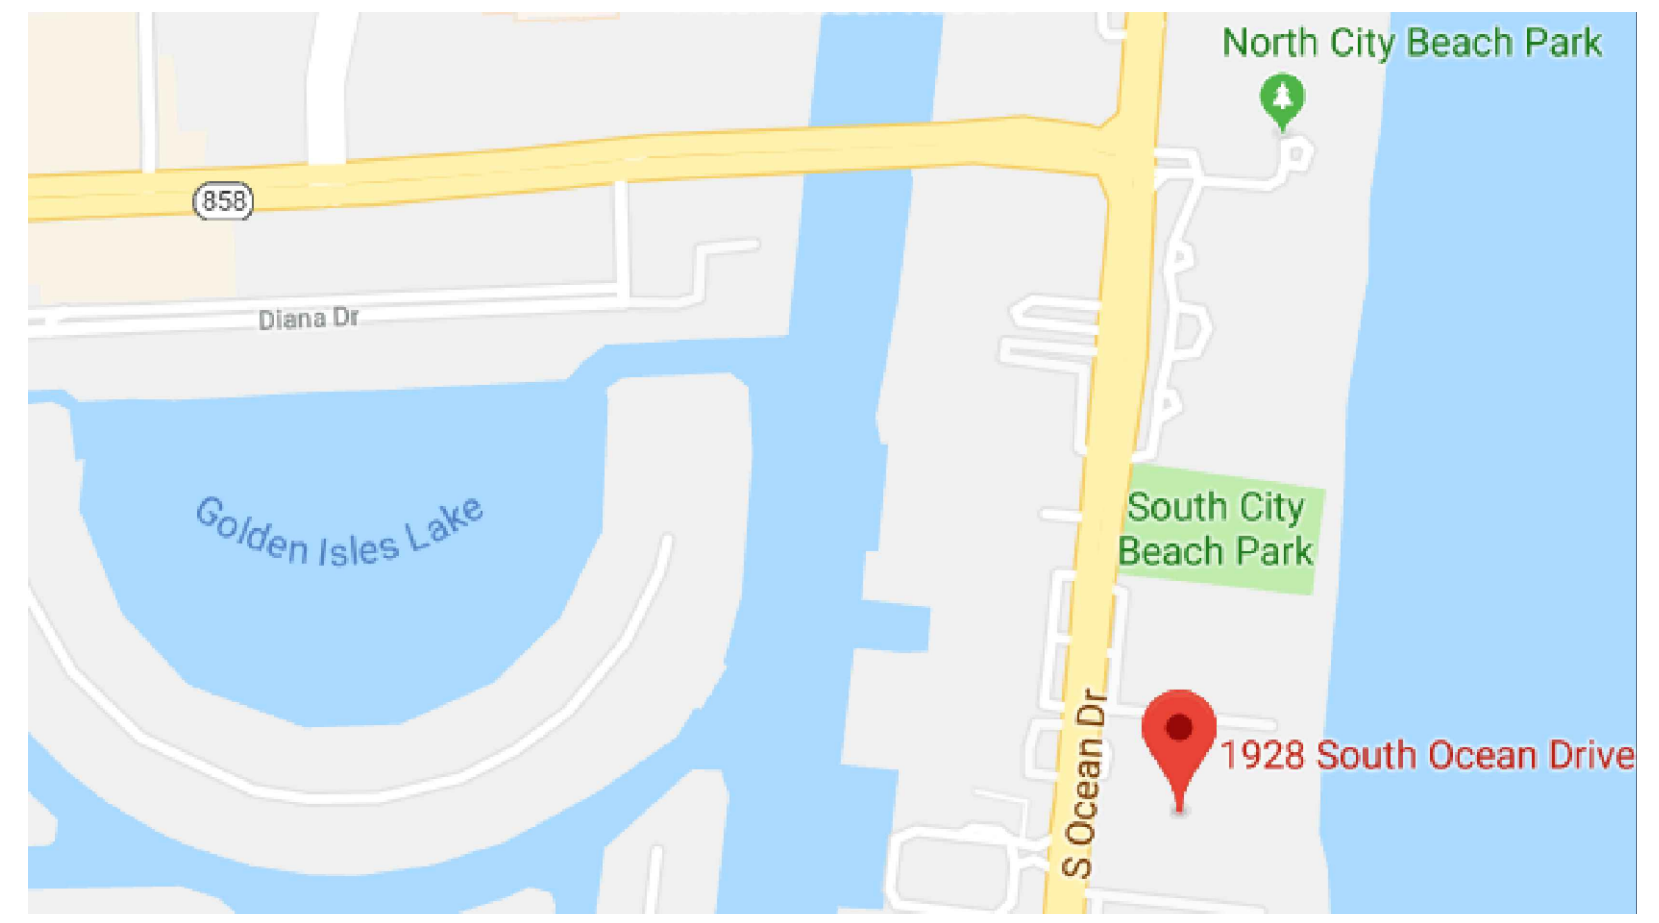 North City Beach Park
858
Diana Dr
South City
Beach Park
Golden Isles Lake
S Ocean Dr
1928 South Ocean Drive